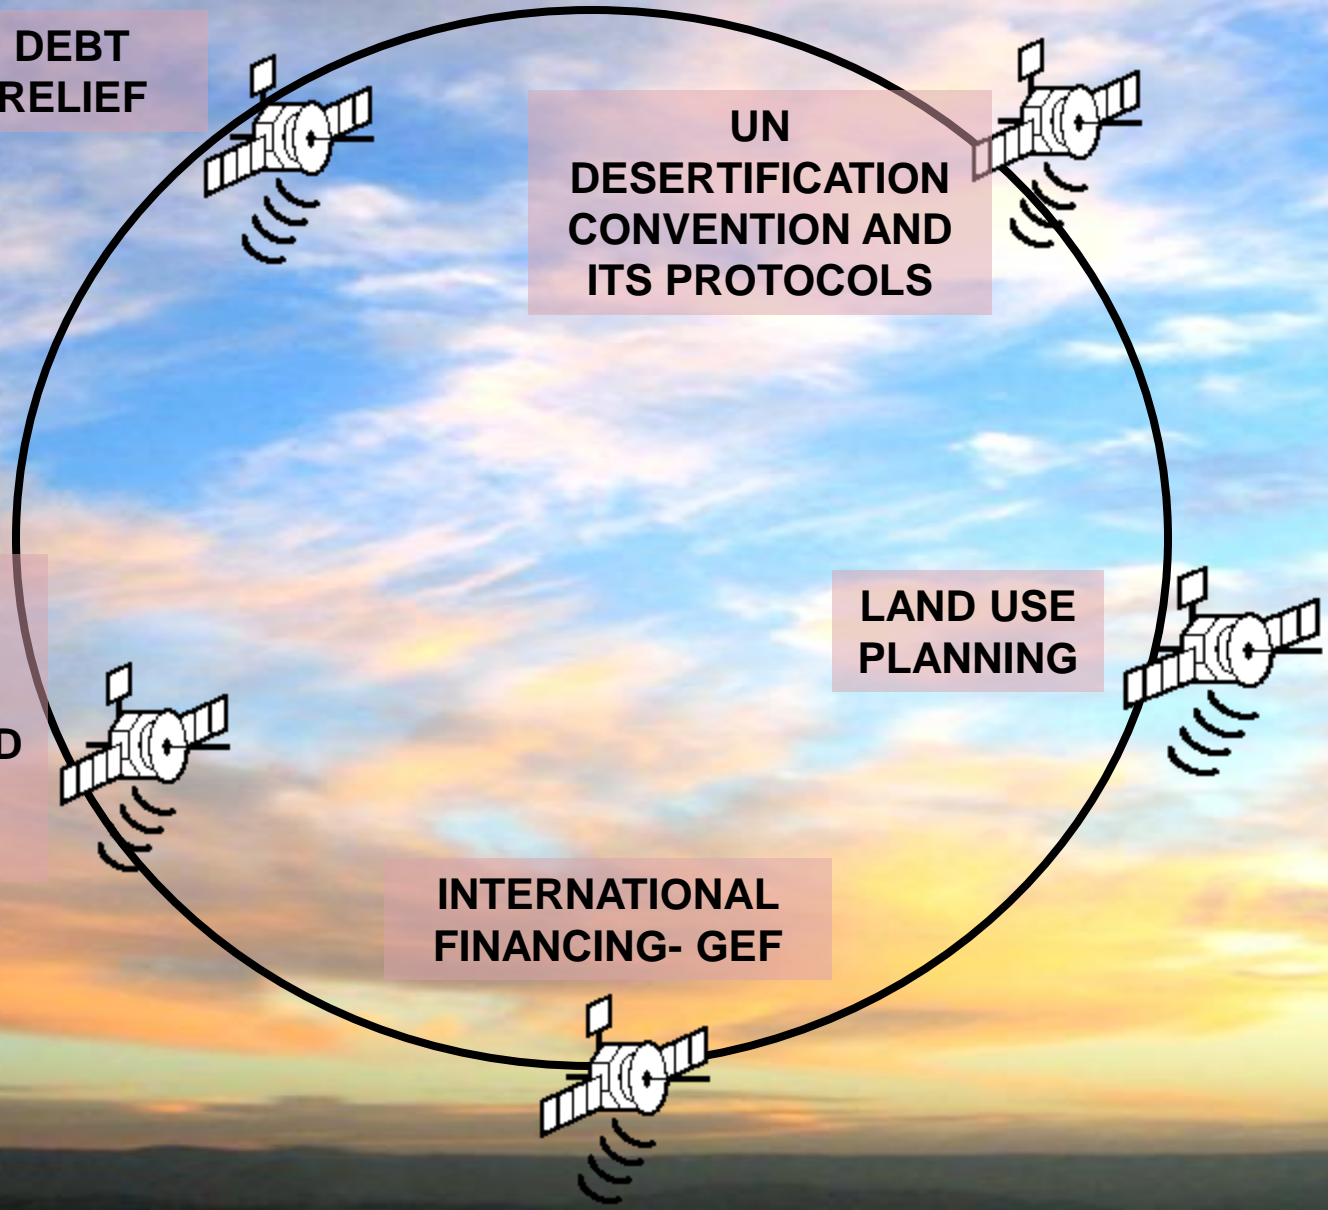 DEBT
RELIEF
UN
DESERTIFICATION
CONVENTION AND
ITS PROTOCOLS
LAND USE
PLANNING
D
INTERNATIONAL
FINANCING- GEF